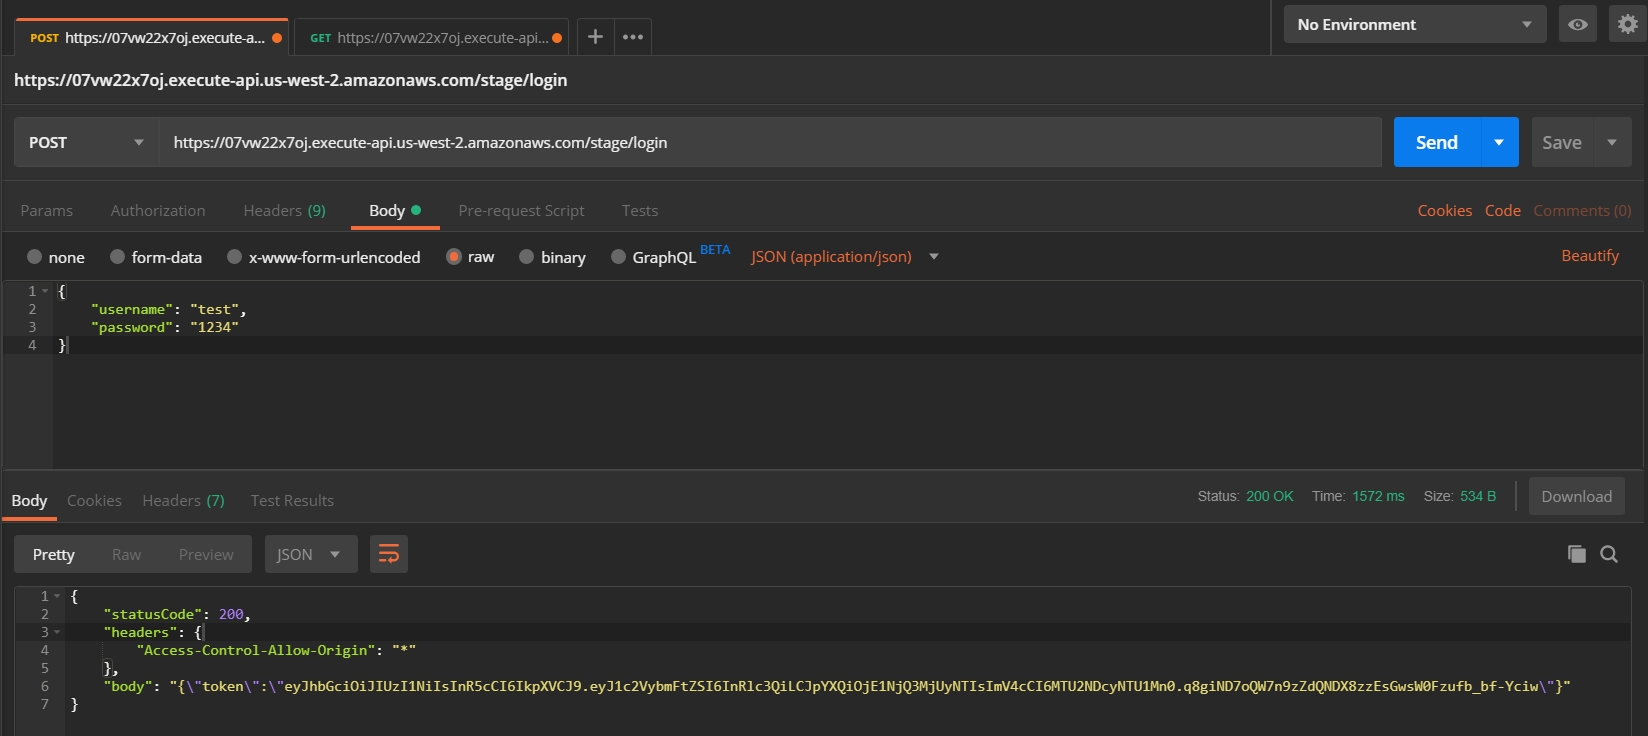 POST https://07vw22x7oj.execute-a... GET https://07vw22x7oj.execute-api... + ••• No Environment
https://07vw22x7oj.execute-api.us-west-2.amazonaws.com/stage/login
POST https://07vw22x7oj.execute-api.us-west-2.amazonaws.com/stage/login Send Save
Params Authorization Headers (9) Body Pre-request Script Tests Cookies Code Comments (0)
none form-data x-www-form-urlencoded raw binary GraphQL BETA JSON (application/json) Beautify
1 {
2 "username": "test",
3 "password": "1234"
4 }
Body Cookies Headers (7) Test Results Status: 200 OK Time: 1572 ms Size: 534 B Download
Pretty Raw Preview JSON
1 {
2 "statusCode": 200,
3 "headers": {
4 "Access-Control-Allow-Origin": "*"
5 },
6 "body": "{\"token\":\"eyJhbGciOiJIUzI1NiIsInR5cCI6IkpXVCJ9.eyJ1c2VybmFtZSI6InRlc3QiLCJpYXQiOjE1NjQ3MjUyNTIsImV4cCI6MTU2NDcyNTU1Mn0.q8giND7oQW7n9zZdQNDX8zzEsGwsW0Fzufb_bf-Yciw\"}"
7 }